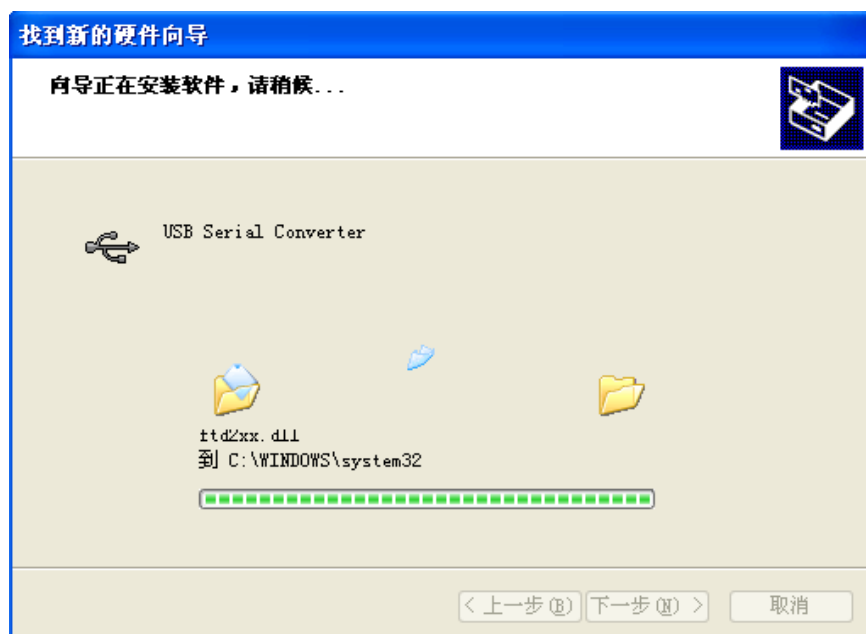 找到新的硬件向导
向导正在安装软件，请稍候...
USB Serial Converter
ftd2xx.dll
到 C:\WINDOWS\system32
< 上一步(B) 下一步(N) > 取消